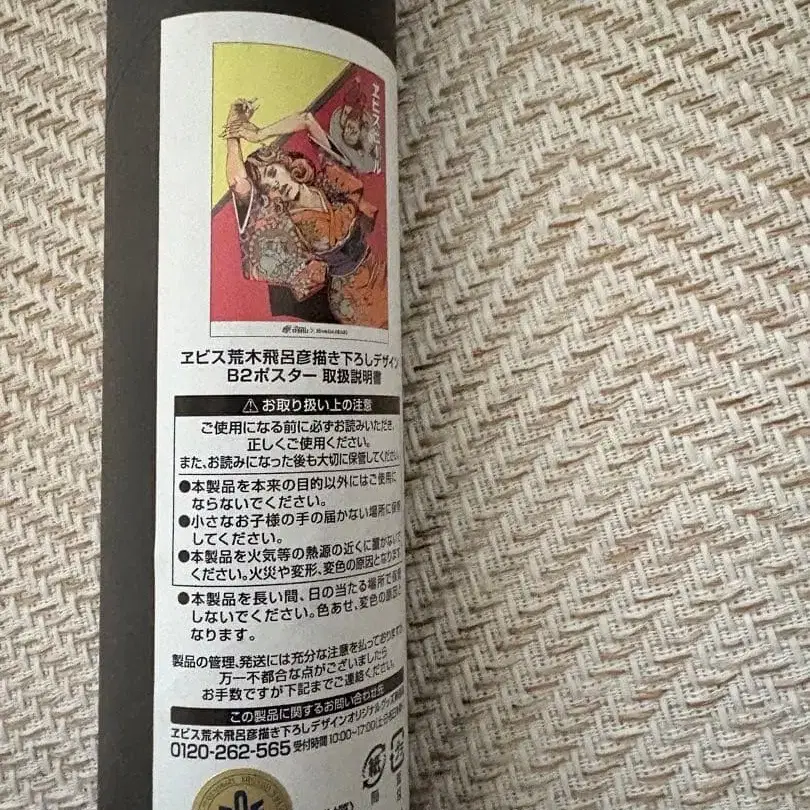 ヱビス荒木飛呂彦描き下ろしデザイン
B2ポスター 取扱説明書
⚠お取り扱い上の注意
ご使用になる前に必ずお読みいただき、
正しくご使用ください。
また、お読みになった後も大切に保管してください。
●本製品を本来の目的以外にはご使用に
ならないでください。
●小さなお子様の手の届かない場所に保管
してください。
●本製品を火気等の熱源の近くに置かないで
ください。火災や変形、変色の原因となります
●本製品を長い間、日の当たる場所で保管
しないでください。色あせ、変色の原因と
なります。
製品の管理、発送には充分な注意を払っておりますが
万一不都合な点がございましたら
お手数ですが下記までご連絡ください。
この製品に関するお問い合わせ先
ヱビス荒木飛呂彦描き下ろしデザインオリジナルグッズ
0120-262-565 受付時間 10:00~17:00
紙